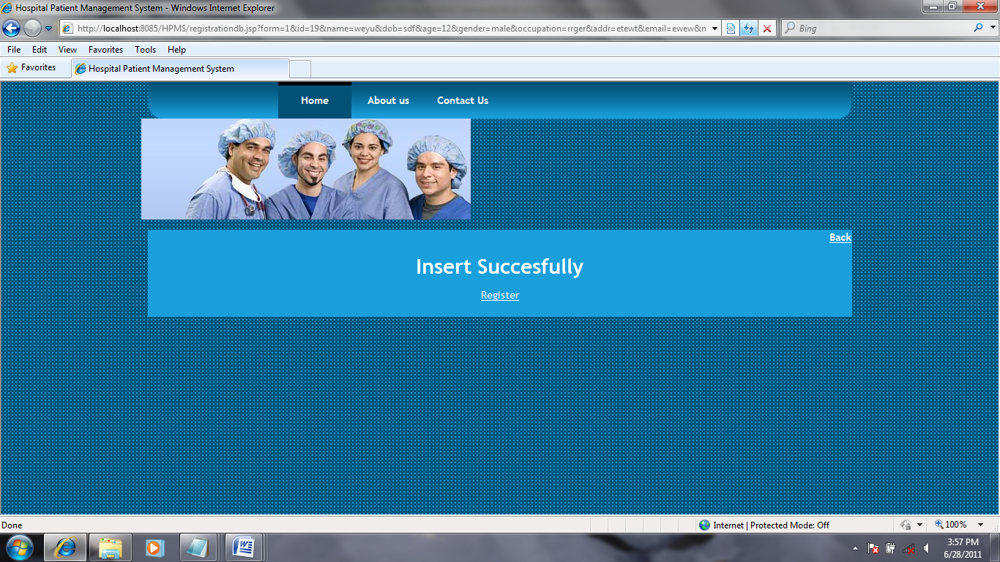 Hospital Patient Management System - Windows Internet Explorer
http://localhost:8085/HPMS/registrationdb.jsp?form=1&id=19&name=weyu&dob=sdf&age=12&gender=male&occupation=rrger&addr=etewt&email=ewew&n
Bing
File Edit View Favorites Tools Help
Favorites
Hospital Patient Management System
Home About us Contact Us
Back
Insert Succesfully
Register
Done
Internet | Protected Mode: Off
100%
3:57 PM
6/28/2011